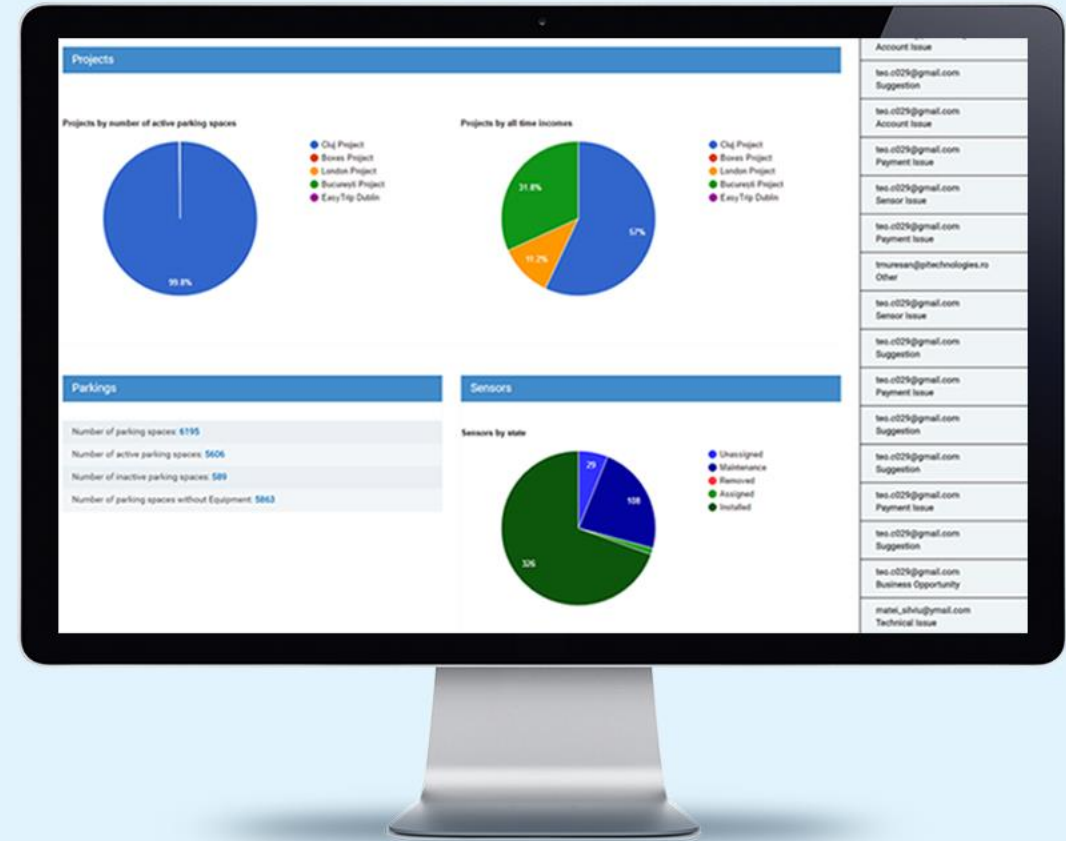 Projects
Projects by number of active parking spaces
Cluj Project
Boxes Project
London Project
București Project
EasyTrip Dublin
99.8%
Projects by all time incomes
Cluj Project
Boxes Project
London Project
București Project
EasyTrip Dublin
31.8%
57%
11.2%
Parkings
Number of parking spaces: 6195
Number of active parking spaces: 5606
Number of inactive parking spaces: 589
Number of parking spaces without Equipment: 5863
Sensors
Sensors by state
Unassigned
Maintenance
Removed
Assigned
Installed
29
108
326
Account Issue
teo.c029@gmail.com
Suggestion
teo.c029@gmail.com
Account Issue
teo.c029@gmail.com
Payment Issue
teo.c029@gmail.com
Sensor Issue
teo.c029@gmail.com
Payment Issue
tmuresan@pitechnologies.ro
Other
teo.c029@gmail.com
Sensor Issue
teo.c029@gmail.com
Suggestion
teo.c029@gmail.com
Payment Issue
teo.c029@gmail.com
Suggestion
teo.c029@gmail.com
Suggestion
teo.c029@gmail.com
Payment Issue
teo.c029@gmail.com
Suggestion
teo.c029@gmail.com
Business Opportunity
matei_silviu@ymail.com
Technical Issue